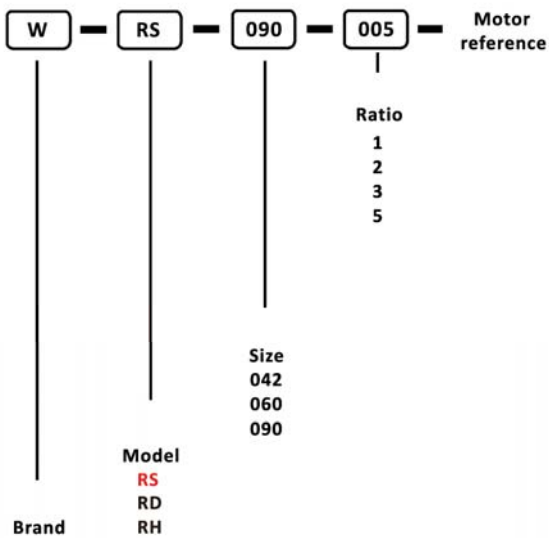 W RS 090 005 Motor reference
Ratio
1
2
3
5
Size
042
060
090
Model
RS
RD
RH
Brand